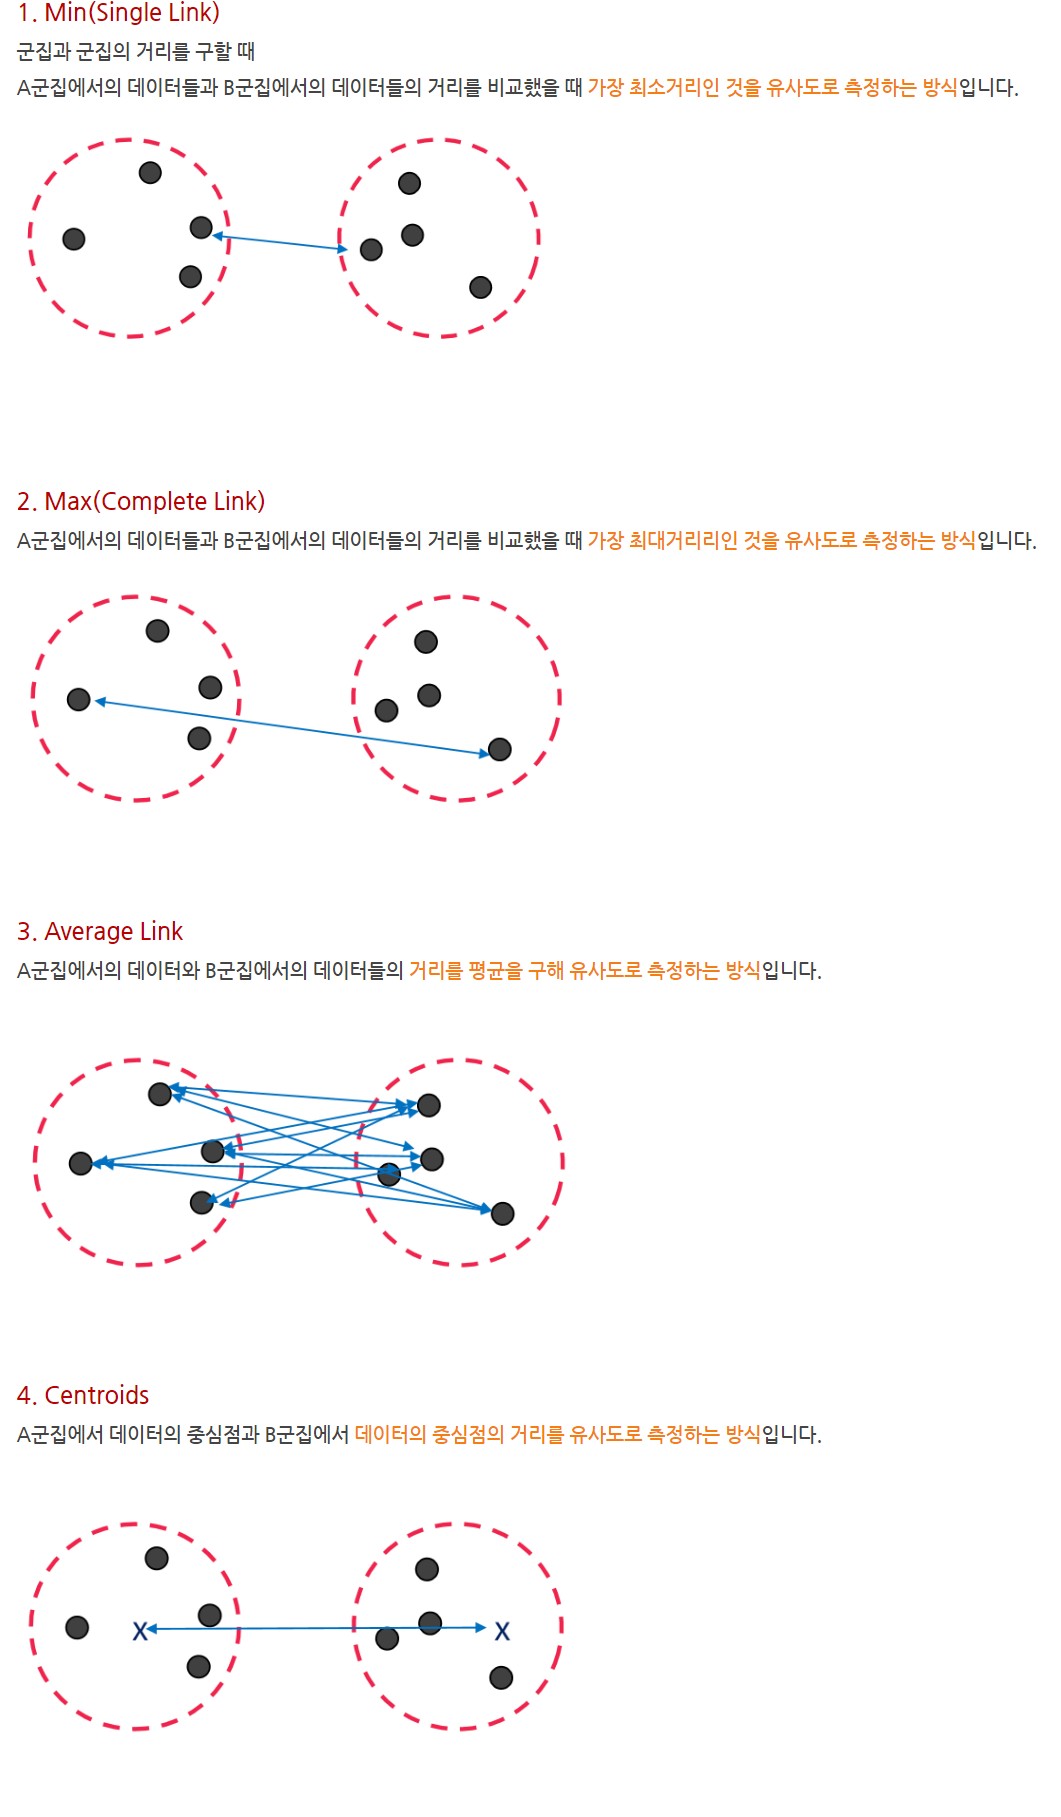 1. Min(Single Link)
군집과 군집의 거리를 구할 때
A군집에서의 데이터들과 B군집에서의 데이터들의 거리를 비교했을 때 가장 최소거리인 것을 유사도로 측정하는 방식입니다.
2. Max(Complete Link)
A군집에서의 데이터들과 B군집에서의 데이터들의 거리를 비교했을 때 가장 최대거리리인 것을 유사도로 측정하는 방식입니다.
3. Average Link
A군집에서의 데이터와 B군집에서의 데이터들의 거리를 평균을 구해 유사도로 측정하는 방식입니다.
4. Centroids
A군집에서 데이터의 중심점과 B군집에서 데이터의 중심점의 거리를 유사도로 측정하는 방식입니다.
X X